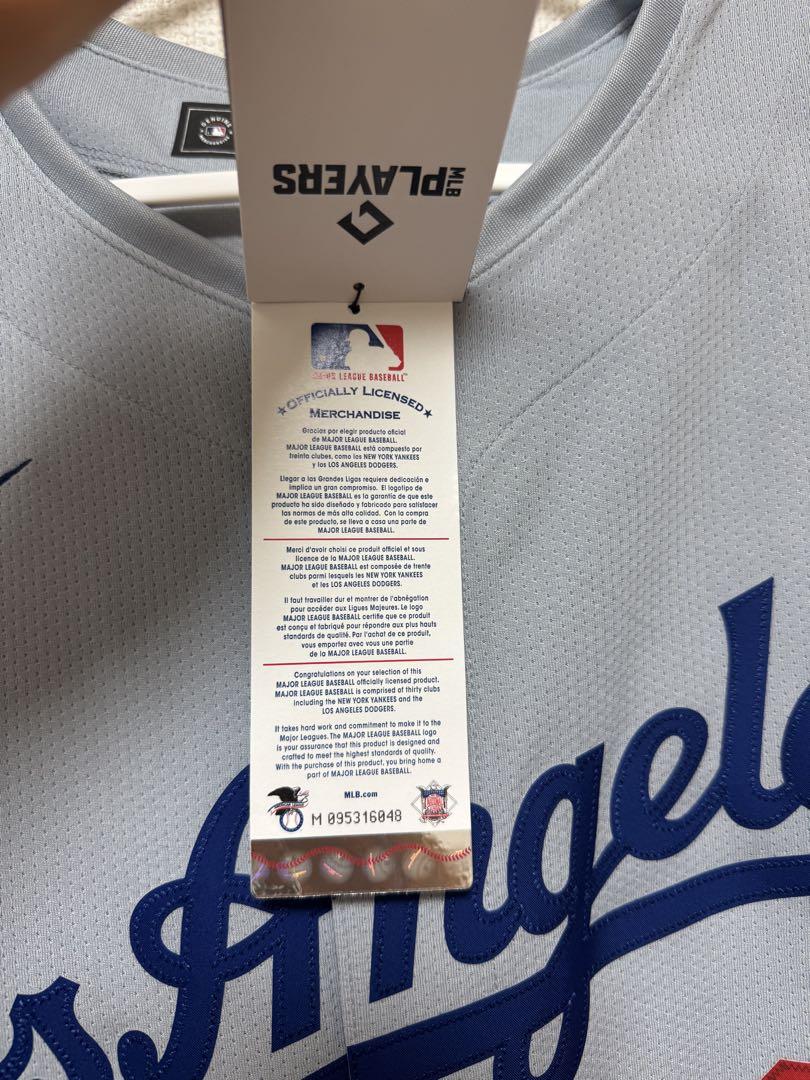 GENUINE
MERCHANDISE
MLB PLAYERS
MAJOR LEAGUE BASEBALL™
OFFICIALLY LICENSED
MERCHANDISE
Gracias por elegir producto oficial
de MAJOR LEAGUE BASEBALL.
MAJOR LEAGUE BASEBALL está compuesto por
treinta clubes, como los NEW YORK YANKEES
y los LOS ANGELES DODGERS.
Llegar a las Grandes Ligas requiere dedicación e
implica un gran compromiso. El logotipo de
MAJOR LEAGUE BASEBALL es la garantía de que este
producto ha sido diseñado y fabricado para satisfacer
las normas de más alta calidad. Con la compra
de este producto, se lleva a casa una parte de
MAJOR LEAGUE BASEBALL.
Merci d'avoir choisi ce produit officiel et sous
licence de la MAJOR LEAGUE BASEBALL.
MAJOR LEAGUE BASEBALL est composée de trente
clubs parmi lesquels les NEW YORK YANKEES
et les LOS ANGELES DODGERS.
Il faut travailler dur et montrer de l'abnégation
pour accéder aux Ligues Majeures. Le logo
MAJOR LEAGUE BASEBALL certifie que ce produit
est conçu et fabriqué pour répondre aux plus hauts
standards de qualité. Par l'achat de ce produit,
vous emportez avec vous une partie
de la MAJOR LEAGUE BASEBALL.
Congratulations on your selection of this
MAJOR LEAGUE BASEBALL officially licensed product.
MAJOR LEAGUE BASEBALL is comprised of thirty clubs
including the NEW YORK YANKEES and the
LOS ANGELES DODGERS.
It takes hard work and commitment to make it to the
Major Leagues. The MAJOR LEAGUE BASEBALL logo
is your assurance that this product is designed and
crafted to meet the highest standards of quality.
With the purchase of this product, you bring home a
part of MAJOR LEAGUE BASEBALL.
MLB.com
M 095316048
s Angele